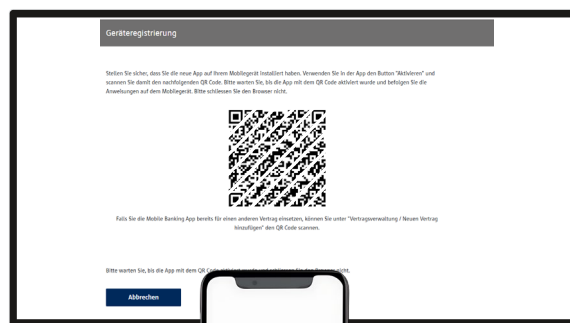 Geräteregistrierung
Stellen Sie sicher, dass Sie die neue App auf Ihrem Mobilgerät installiert haben. Verwenden Sie in der App den Button "Aktivieren" und
scannen Sie damit den nachfolgenden QR Code. Bitte warten Sie, bis die App mit dem QR Code aktiviert wurde und befolgen Sie die
Anweisungen auf dem Mobilgerät. Bitte schliessen Sie den Browser nicht.
Falls Sie die Mobile Banking App bereits für einen anderen Vertrag einsetzen, können Sie unter "Vertragsverwaltung / Neuen Vertrag
hinzufügen" den QR Code scannen.
Bitte warten Sie, bis die App mit dem QR Code nicht.
Abbrechen